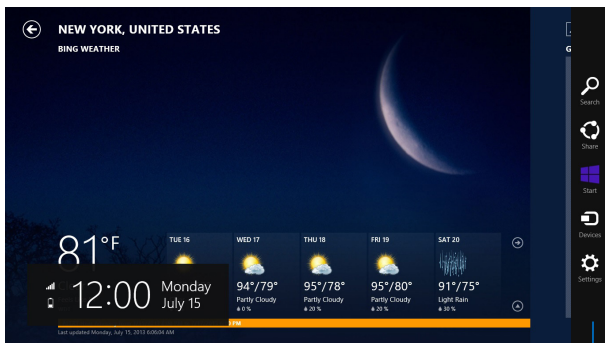 NEW YORK, UNITED STATES
BING WEATHER
81°F
TUE 16
WED 17
94°/79°
Partly Cloudy
0 %
THU 18
95°/78°
Partly Cloudy
20 %
FRI 19
95°/80°
Partly Cloudy
20 %
SAT 20
91°/75°
Light Rain
30 %
12:00
Monday
July 15
PM
Last updated Monday, July 15, 2013 6:06:04 AM
G
Search
Share
Start
Devices
Settings